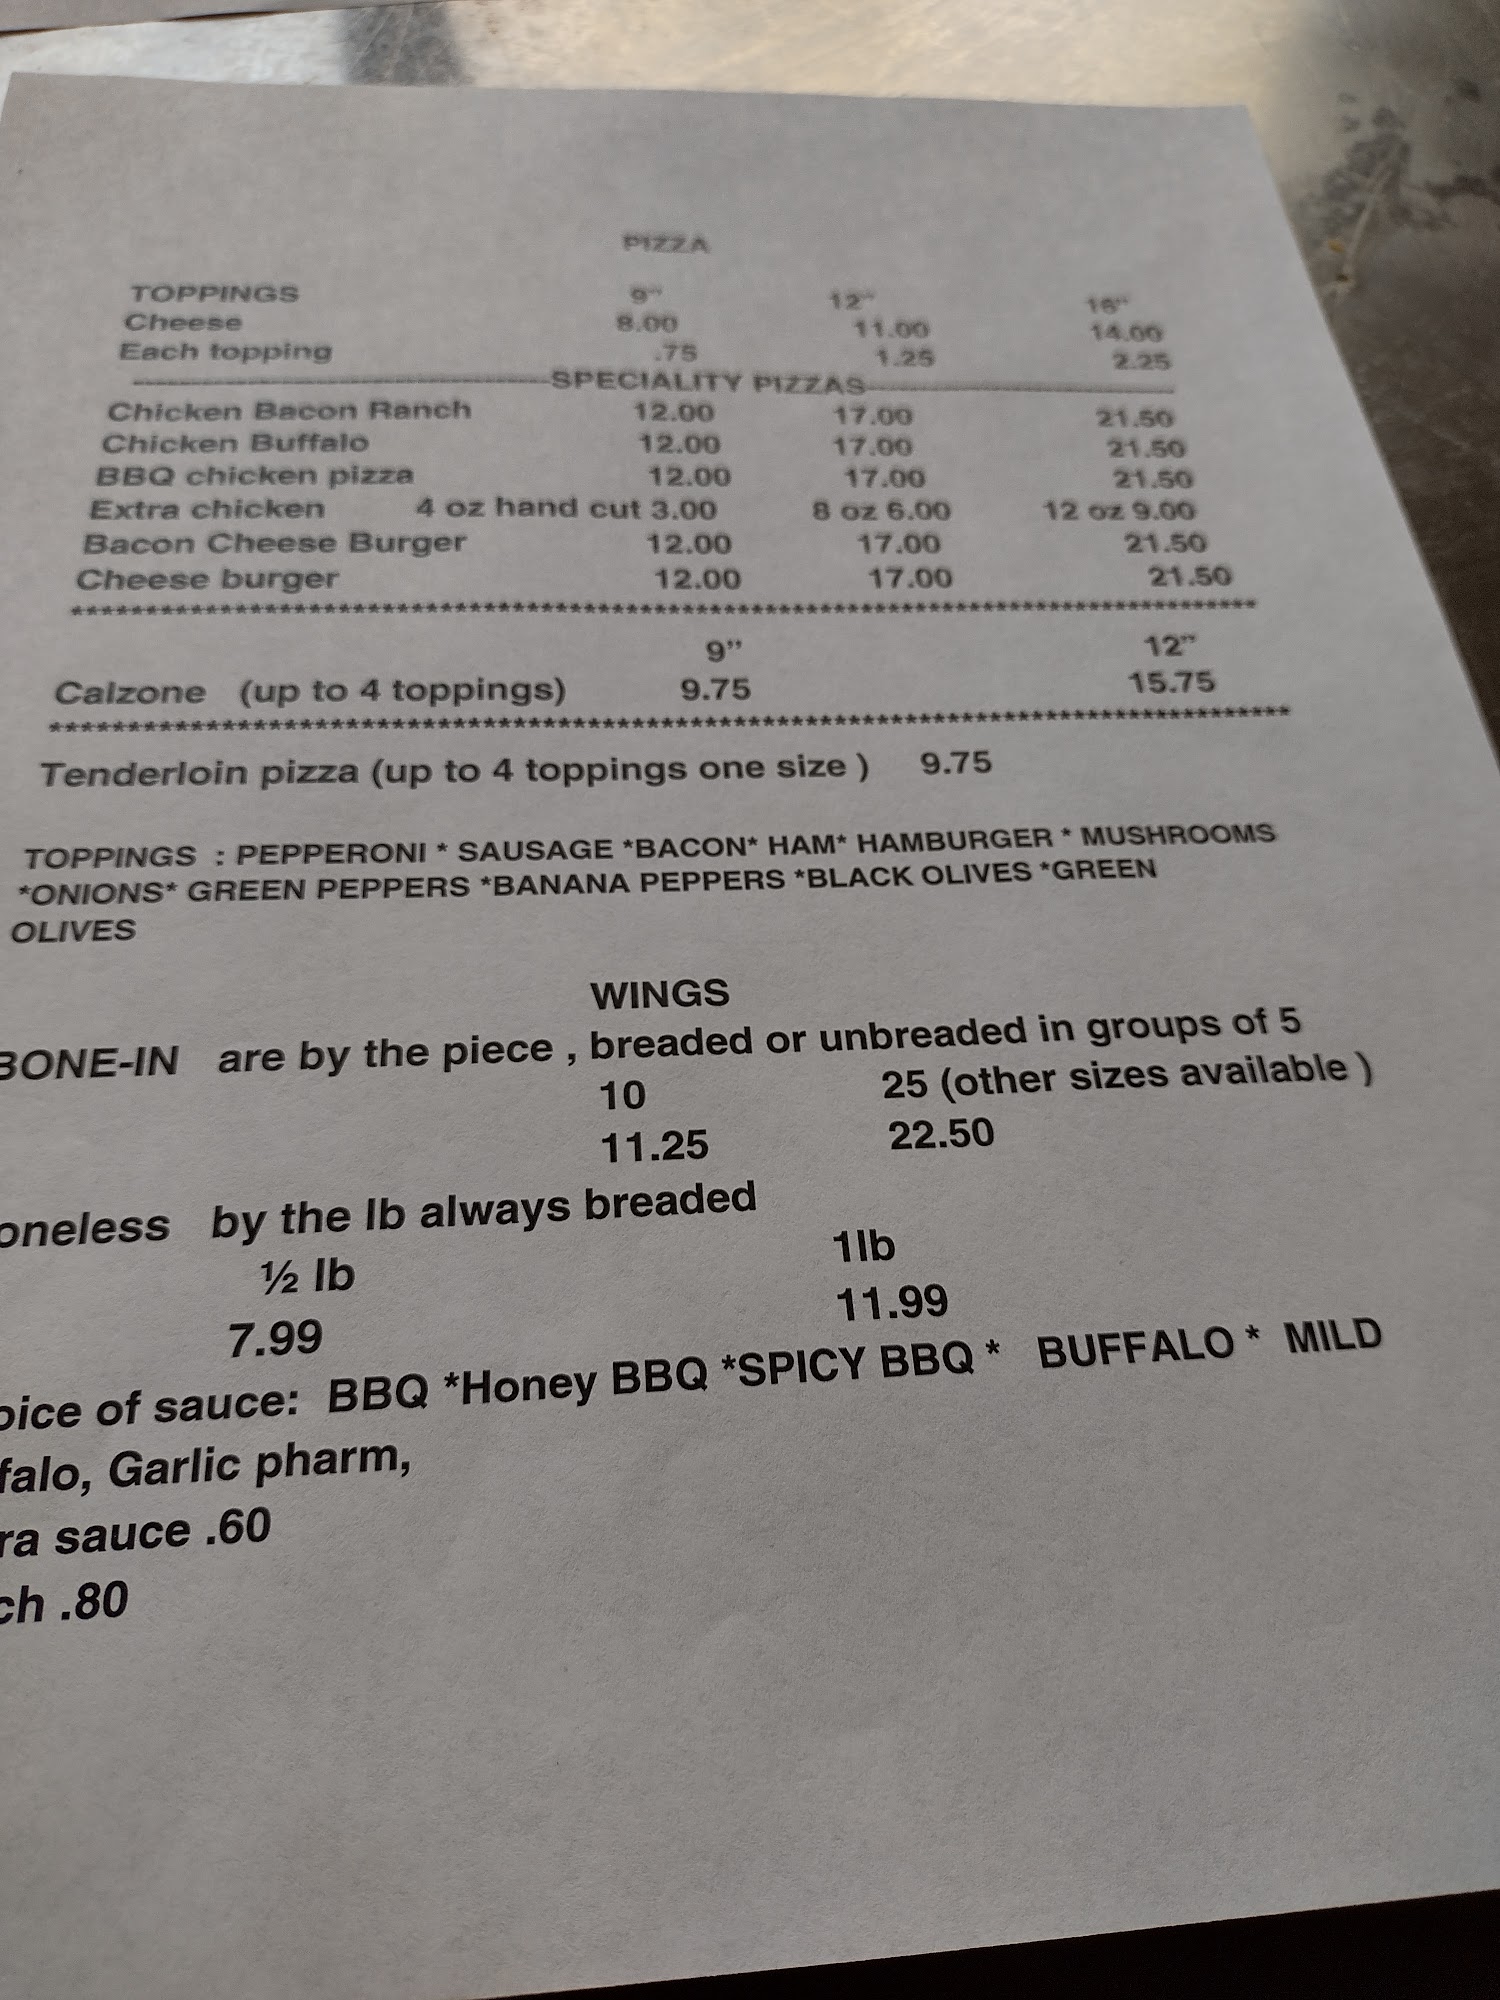 PIZZA
TOPPINGS 9" 12" 16"
Cheese 8.00 11.00 14.00
Each topping .75 1.25 2.25
SPECIALITY PIZZAS
Chicken Bacon Ranch 12.00 17.00 21.50
Chicken Buffalo 12.00 17.00 21.50
BBQ chicken pizza 12.00 17.00 21.50
Extra chicken 4 oz hand cut 3.00 8 oz 6.00 12 oz 9.00
Bacon Cheese Burger 12.00 17.00 21.50
Cheese burger 12.00 17.00 21.50
9" 12"
Calzone (up to 4 toppings) 9.75 15.75
Tenderloin pizza (up to 4 toppings one size ) 9.75
TOPPINGS : PEPPERONI * SAUSAGE *BACON* HAM* HAMBURGER * MUSHROOMS
*ONIONS* GREEN PEPPERS *BANANA PEPPERS *BLACK OLIVES *GREEN
OLIVES
WINGS
BONE-IN are by the piece , breaded or unbreaded in groups of 5
10 25 (other sizes available )
11.25 22.50
oneless by the lb always breaded
½ lb 1lb
7.99 11.99
oice of sauce: BBQ *Honey BBQ *SPICY BBQ * BUFFALO * MILD
falo, Garlic pharm,
ra sauce .60
ch .80